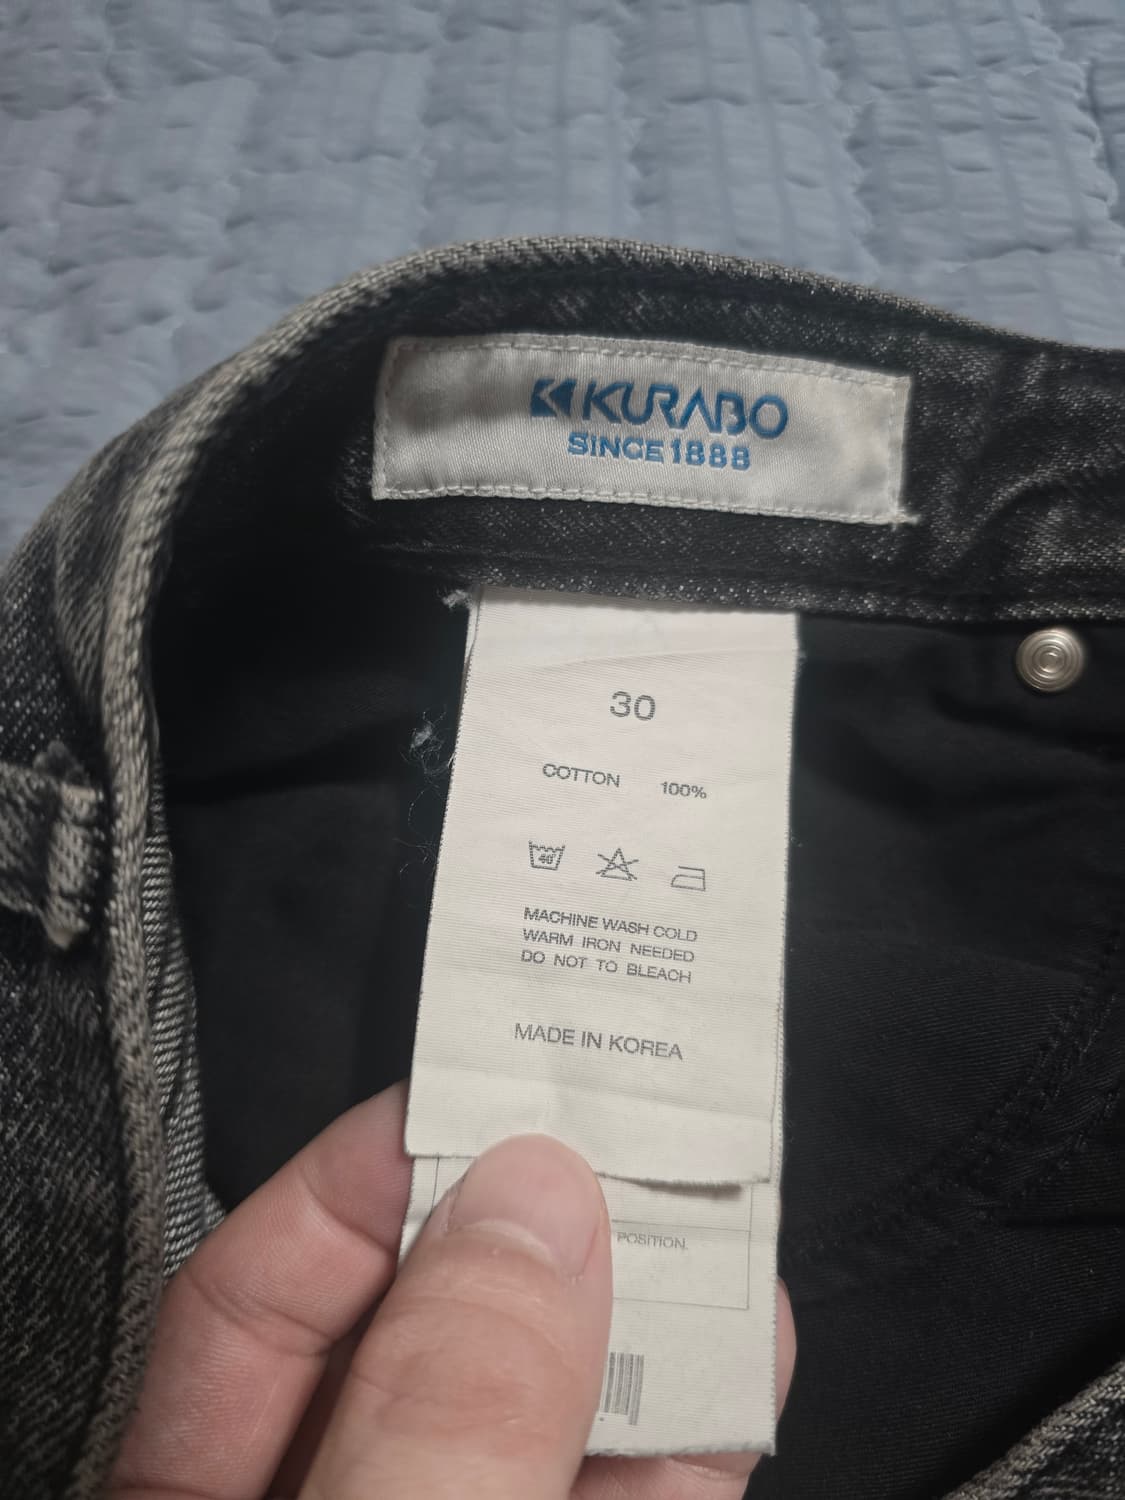 KURABO
SINCE 1888
30
COTTON 100%
40
MACHINE WASH COLD
WARM IRON NEEDED
DO NOT TO BLEACH
MADE IN KOREA
POSITION.